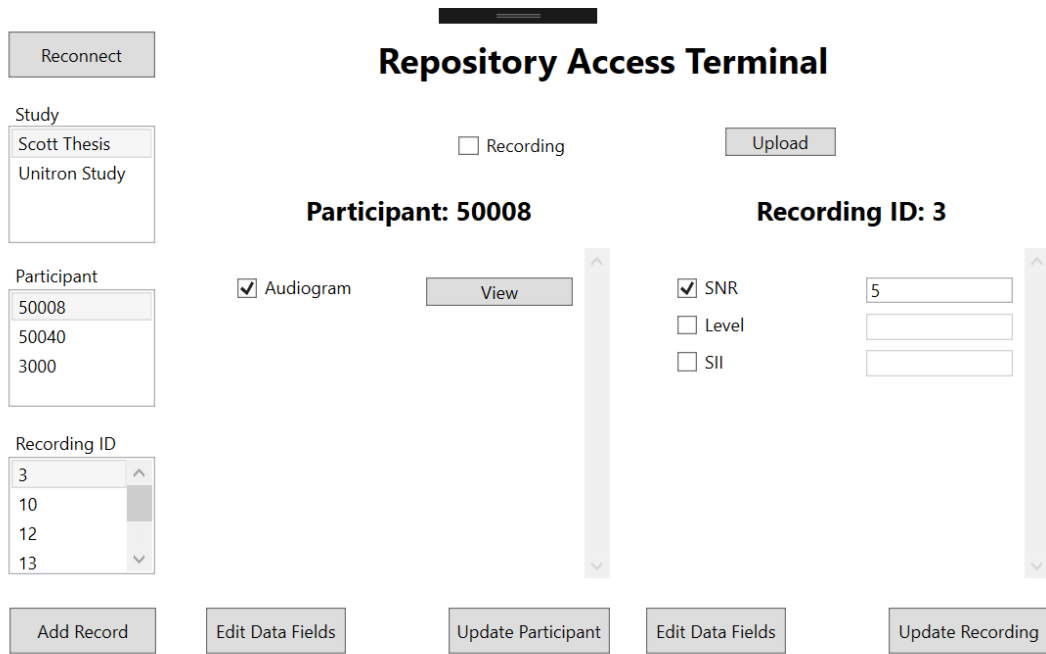 Reconnect
Repository Access Terminal
Study
Scott Thesis
Unitron Study
Recording
Upload
Participant: 50008
Recording ID: 3
Participant
50008
50040
3000
Audiogram
View
SNR
5
Level
SII
Recording ID
3
10
12
13
Add Record
Edit Data Fields
Update Participant
Edit Data Fields
Update Recording